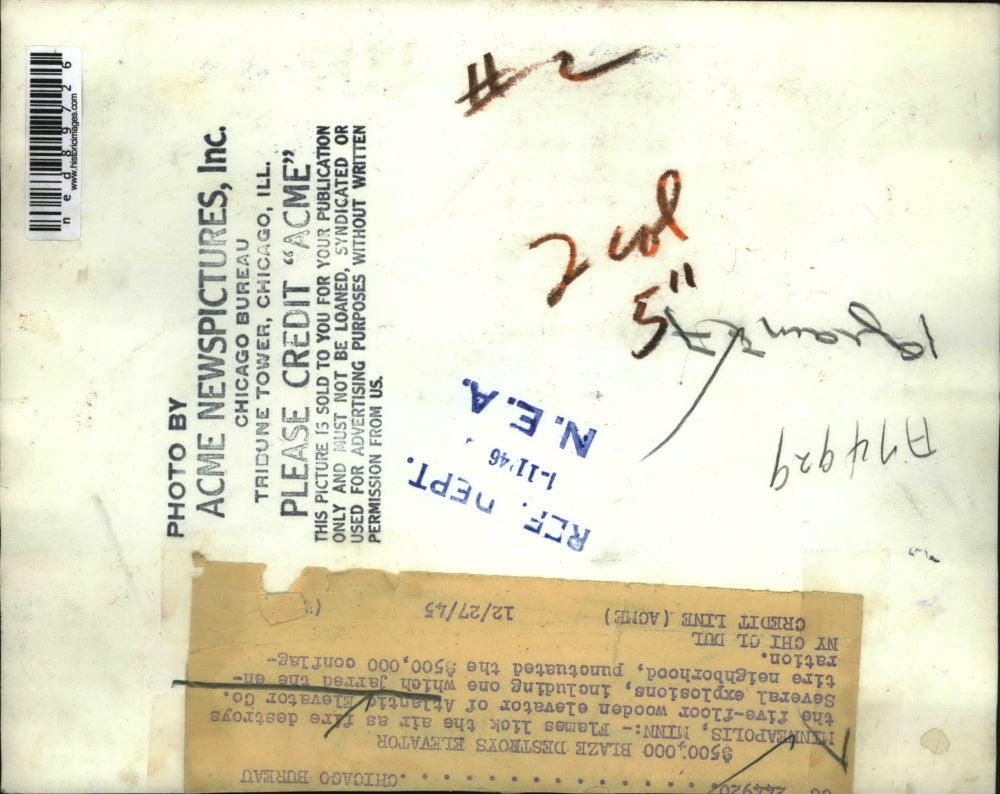 ned89726
www.historicimages.com
PHOTO BY
ACME NEWSPICTURES, Inc.
CHICAGO BUREAU
TRIBUNE TOWER, CHICAGO, ILL.
PLEASE CREDIT “ACME”
THIS PICTURE IS SOLD TO YOU FOR YOUR PUBLICATION
ONLY AND MUST NOT BE LOANED, SYNDICATED OR
USED FOR ADVERTISING PURPOSES WITHOUT WRITTEN
PERMISSION FROM US.
#2
2 col
5"
REF. DEPT.
1-11'46
N.E.A.
A74929
CHICAGO BUREAU
$500,000 BLAZE DESTROYS ELEVATOR
MINNEAPOLIS, MINN:- Flames lick the air as fire destroys
the five-floor wooden elevator of Atlantic Elevator Co.
Several explosions, including one which jarred the en-
tire neighborhood, punctuated the $500,000 conflag-
ration.
NY CHI CL DUL
CREDIT LINE (ACME) 12/27/45